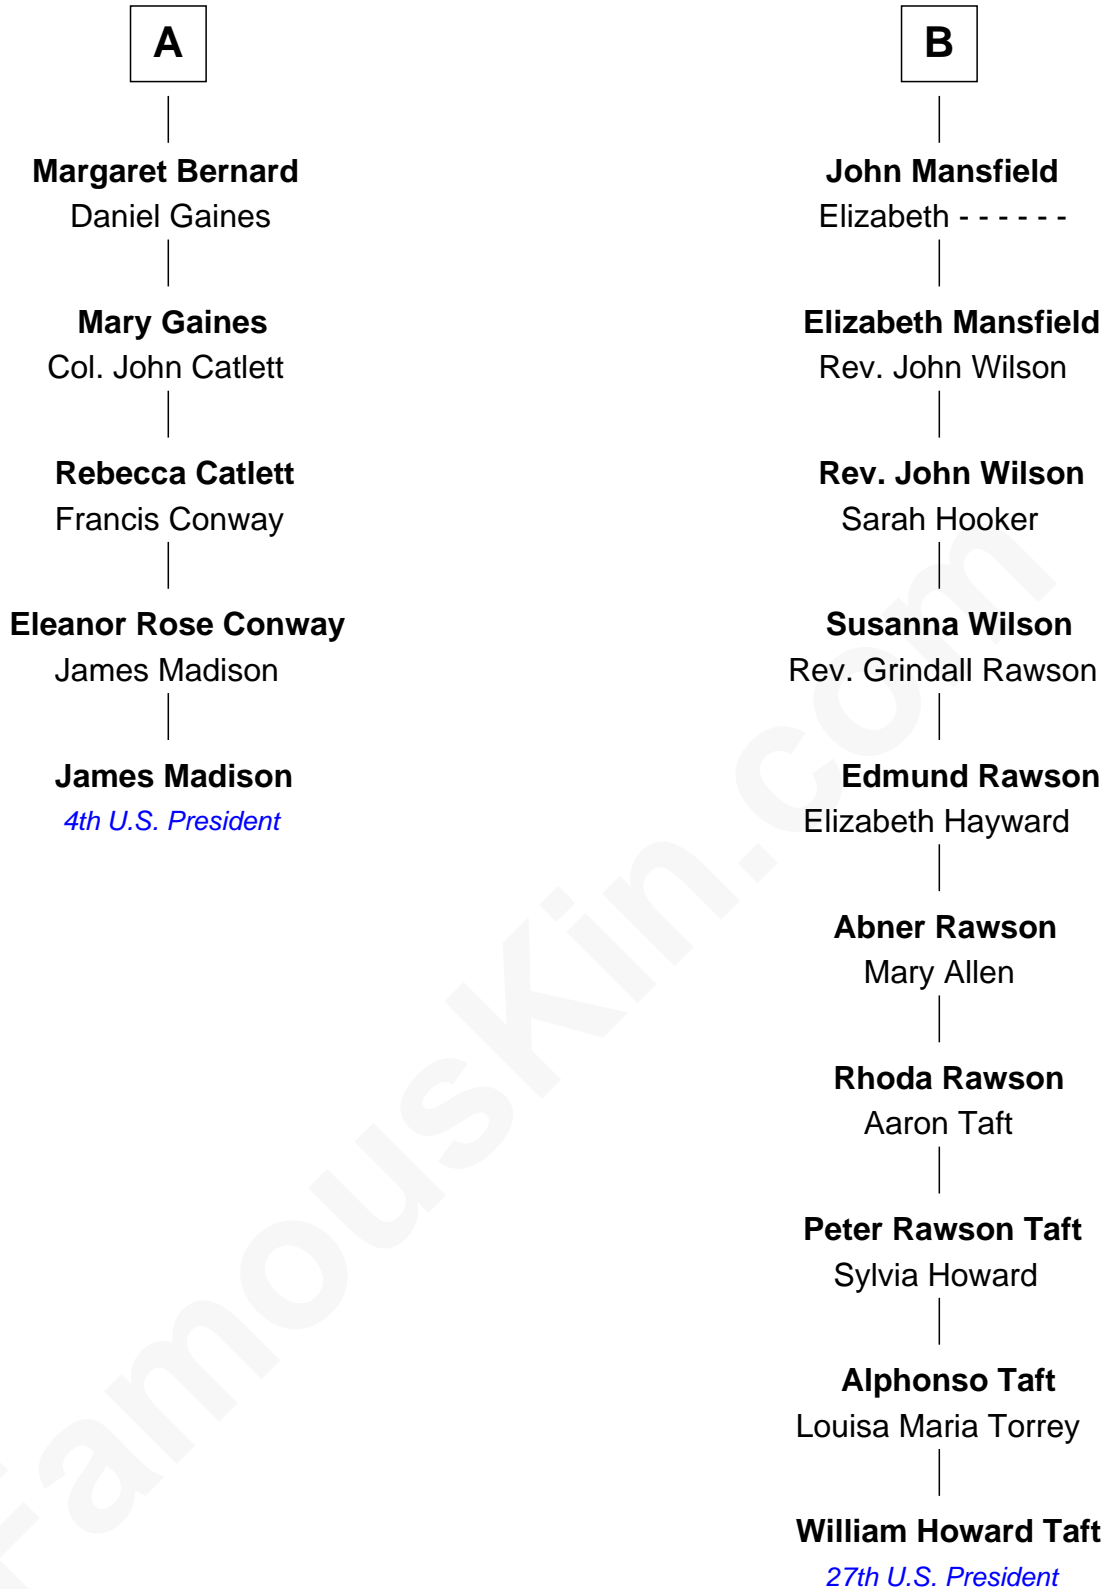 A
Margaret Bernard
Daniel Gaines
Mary Gaines
Col. John Catlett
Rebecca Catlett
Francis Conway
Eleanor Rose Conway
James Madison
James Madison
4th U.S. President
B
John Mansfield
Elizabeth - - - - - -
Elizabeth Mansfield
Rev. John Wilson
Rev. John Wilson
Sarah Hooker
Susanna Wilson
Rev. Grindall Rawson
Edmund Rawson
Elizabeth Hayward
Abner Rawson
Mary Allen
Rhoda Rawson
Aaron Taft
Peter Rawson Taft
Sylvia Howard
Alphonso Taft
Louisa Maria Torrey
William Howard Taft
27th U.S. President
FamousKin.com